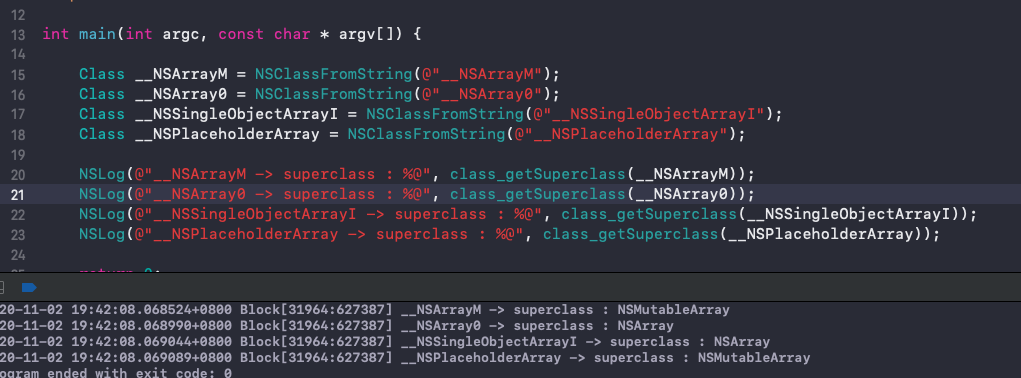 12
13 int main(int argc, const char * argv[]) {
14
15 Class __NSArrayM = NSClassFromString(@"__NSArrayM");
16 Class __NSArray0 = NSClassFromString(@"__NSArray0");
17 Class __NSSingleObjectArrayI = NSClassFromString(@"__NSSingleObjectArrayI");
18 Class __NSPlaceholderArray = NSClassFromString(@"__NSPlaceholderArray");
19
20 NSLog(@"__NSArrayM -> superclass : %@", class_getSuperclass(__NSArrayM));
21 NSLog(@"__NSArray0 -> superclass : %@", class_getSuperclass(__NSArray0));
22 NSLog(@"__NSSingleObjectArrayI -> superclass : %@", class_getSuperclass(__NSSingleObjectArrayI));
23 NSLog(@"__NSPlaceholderArray -> superclass : %@", class_getSuperclass(__NSPlaceholderArray));
24
20-11-02 19:42:08.068524+0800 Block[31964:627387] __NSArrayM -> superclass : NSMutableArray
20-11-02 19:42:08.068990+0800 Block[31964:627387] __NSArray0 -> superclass : NSArray
20-11-02 19:42:08.069044+0800 Block[31964:627387] __NSSingleObjectArrayI -> superclass : NSArray
20-11-02 19:42:08.069089+0800 Block[31964:627387] __NSPlaceholderArray -> superclass : NSMutableArray
ogram ended with exit code: 0